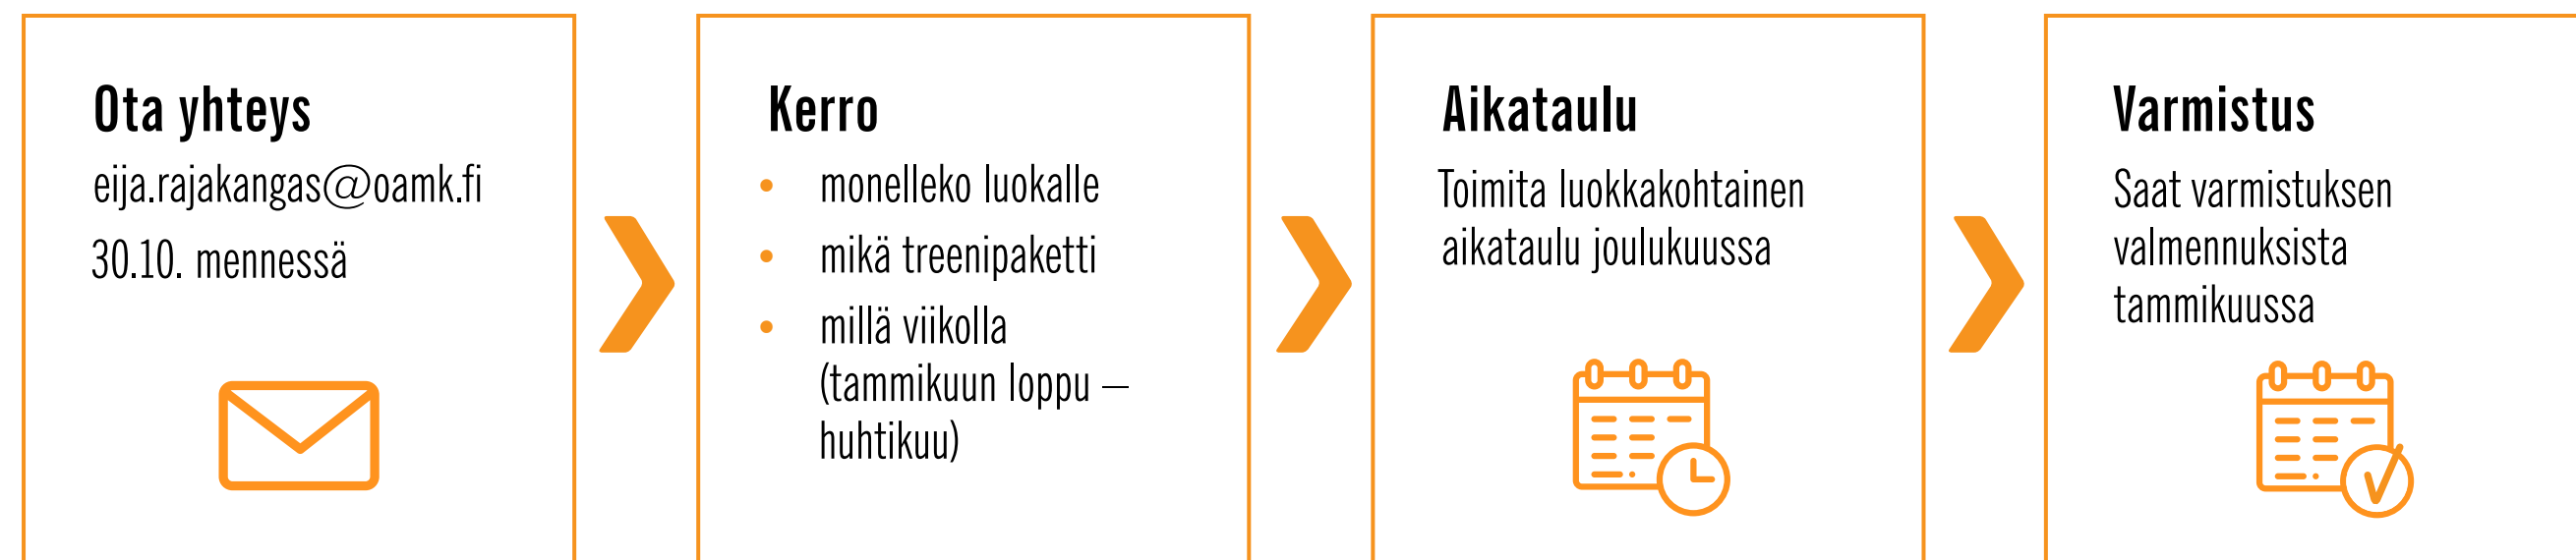 Ota yhteys
eija.rajakangas@oamk.fi
30.10. mennessä
Kerro
• monelleko luokalle
• mikä treenipaketti
• millä viikolla
(tammikuun loppu –
huhtikuu)
Aikataulu
Toimita luokkakohtainen
aikataulu joulukuussa
Varmistus
Saat varmistuksen
valmennuksista
tammikuussa